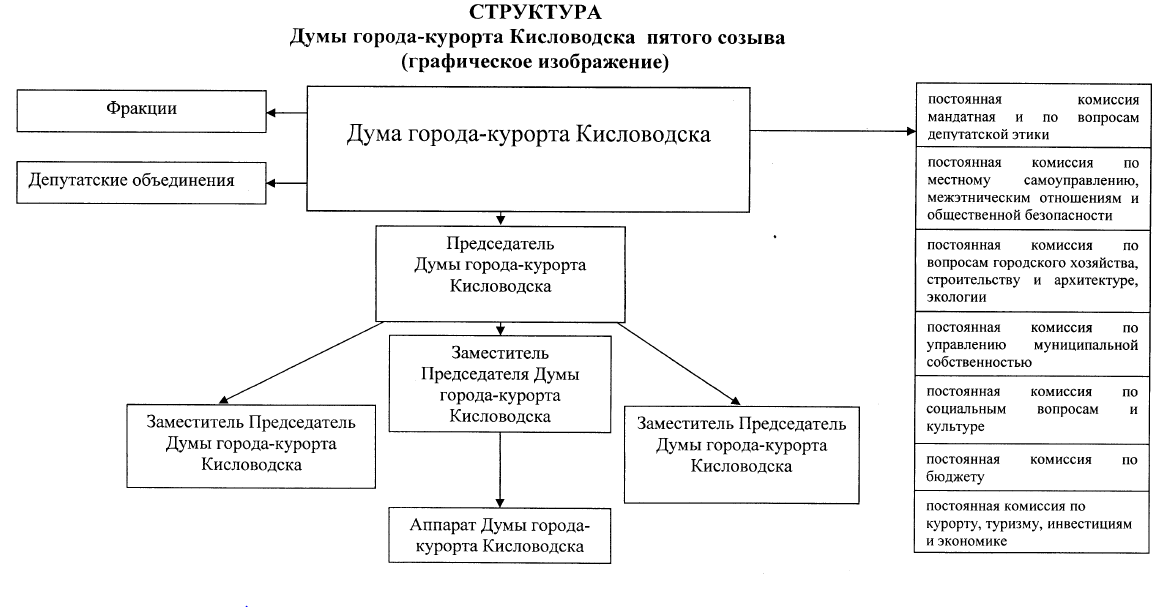 СТРУКТУРА
Думы города-курорта Кисловодска пятого созыва
(графическое изображение)
Фракции
Депутатские объединения
Дума города-курорта Кисловодска
Председатель
Думы города-курорта
Кисловодска
Заместитель
Председателя Думы
города-курорта
Кисловодска
Заместитель Председатель
Думы города-курорта
Кисловодска
Заместитель Председатель
Думы города-курорта
Кисловодска
Аппарат Думы города-
курорта Кисловодска
постоянная комиссия
мандатная и по вопросам
депутатской этики
постоянная комиссия по
местному самоуправлению,
межэтническим отношениям и
общественной безопасности
постоянная комиссия по
вопросам городского хозяйства,
строительству и архитектуре,
экологии
постоянная комиссия по
управлению муниципальной
собственностью
постоянная комиссия по
социальным вопросам и
культуре
постоянная комиссия по
бюджету
постоянная комиссия по
курорту, туризму, инвестициям
и экономике